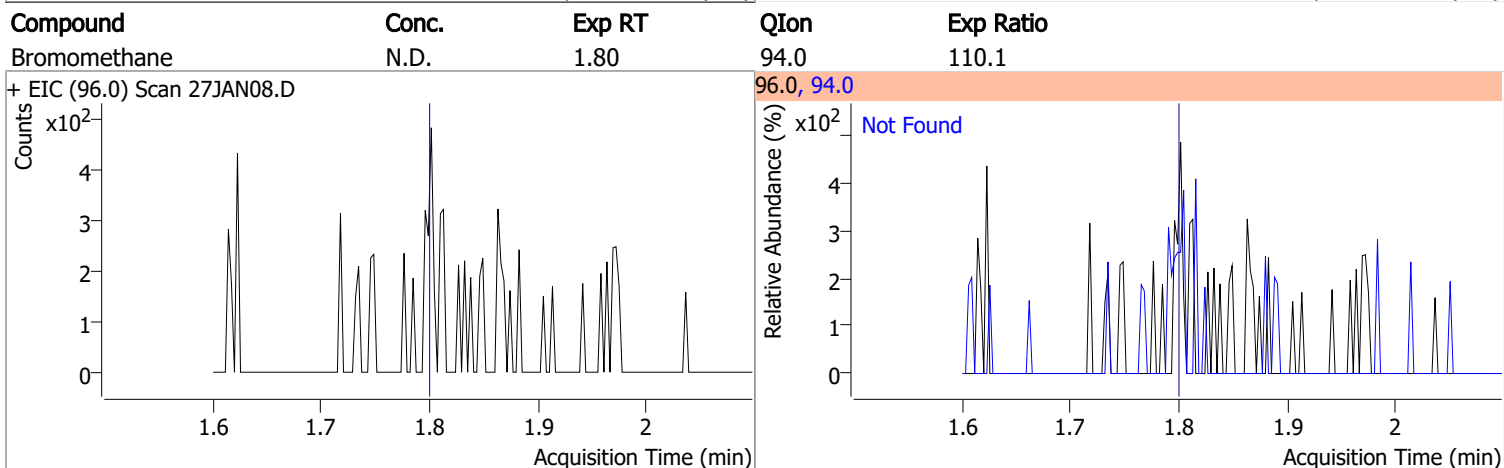 Compound Conc. Exp RT QIon Exp Ratio
Bromomethane N.D. 1.80 94.0 110.1
+ EIC (96.0) Scan 27JAN08.D
Counts
x10²
4
3
2
1
0
1.6 1.7 1.8 1.9 2
Acquisition Time (min)
96.0, 94.0
Relative Abundance (%)
x10²
Not Found
4
3
2
1
0
1.6 1.7 1.8 1.9 2
Acquisition Time (min)